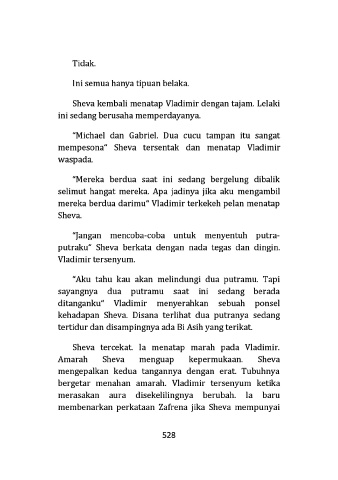 Tidak.
Ini semua hanya tipuan belaka.
Sheva kembali menatap Vladimir dengan tajam. Lelaki
ini sedang berusaha memperdayanya.
"Michael dan Gabriel. Dua cucu tampan itu sangat
mempesona" Sheva tersentak dan menatap Vladimir
waspada.
"Mereka berdua saat ini sedang bergelung dibalik
selimut hangat mereka. Apa jadinya jika aku mengambil
mereka berdua darimu" Vladimir terkekeh pelan menatap
Sheva.
"Jangan mencoba-coba untuk menyentuh putra-
putraku" Sheva berkata dengan nada tegas dan dingin.
Vladimir tersenyum.
"Aku tahu kau akan melindungi dua putramu. Tapi
sayangnya dua putramu saat ini sedang berada
ditanganku" Vladimir menyerahkan sebuah ponsel
kehadapan Sheva. Disana terlihat dua putranya sedang
tertidur dan disampingnya ada Bi Asih yang terikat.
Sheva tercekat. Ia menatap marah pada Vladimir.
Amarah Sheva menguap kepermukaan. Sheva
mengepalkan kedua tangannya dengan erat. Tubuhnya
bergetar menahan amarah. Vladimir tersenyum ketika
merasakan aura disekelilingnya berubah. Ia baru
membenarkan perkataan Zafrena jika Sheva mempunyai
528